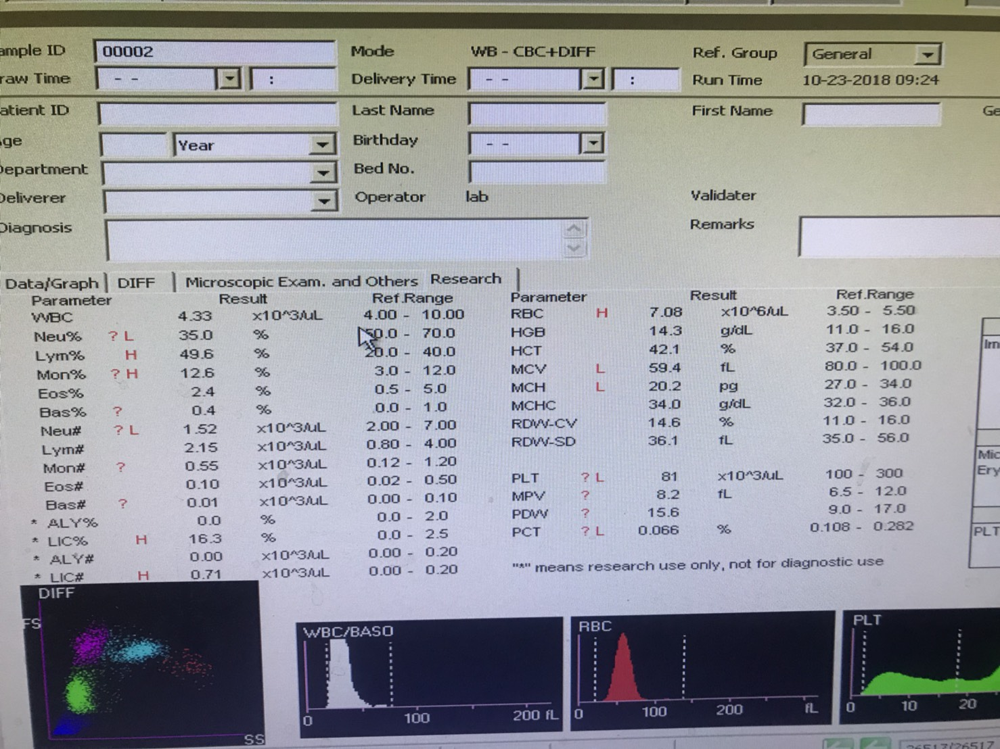 ample ID 00002 Mode WB - CBC+DIFF Ref. Group General
raw Time - - : Delivery Time - - : Run Time 10-23-2018 09:24
atient ID Last Name First Name Ge
ge Year Birthday - -
epartment Bed No.
eliverer Operator lab Validater
Diagnosis Remarks
Data/Graph DIFF Microscopic Exam. and Others Research
Parameter Result Ref.Range Parameter Result Ref.Range
WBC 4.33 x10^3/uL 4.00 - 10.00 RBC H 7.08 x10^6/uL 3.50 - 5.50
Neu% ? L 35.0 % 50.0 - 70.0 HGB 14.3 g/dL 11.0 - 16.0
Lym% H 49.6 % 20.0 - 40.0 HCT 42.1 % 37.0 - 54.0
Mon% ? H 12.6 % 3.0 - 12.0 MCV L 59.4 fL 80.0 - 100.0
Eos% 2.4 % 0.5 - 5.0 MCH L 20.2 pg 27.0 - 34.0
Bas% ? 0.4 % 0.0 - 1.0 MCHC 34.0 g/dL 32.0 - 36.0
Neu# ? L 1.52 x10^3/uL 2.00 - 7.00 RDW-CV 14.6 % 11.0 - 16.0
Lym# 2.15 x10^3/uL 0.80 - 4.00 RDW-SD 36.1 fL 35.0 - 56.0
Mon# ? 0.55 x10^3/uL 0.12 - 1.20
Eos# 0.10 x10^3/uL 0.02 - 0.50 PLT ? L 81 x10^3/uL 100 - 300
Bas# ? 0.01 x10^3/uL 0.00 - 0.10 MPV ? 8.2 fL 6.5 - 12.0
* ALY% 0.0 % 0.0 - 2.0 PDW ? 15.6 9.0 - 17.0
* LIC% H 16.3 % 0.0 - 2.5 PCT ? L 0.066 % 0.108 - 0.282
* ALY# 0.00 x10^3/uL 0.00 - 0.20
* LIC# H 0.71 x10^3/uL 0.00 - 0.20 "*" means research use only, not for diagnostic use
Im
Mic
Ery
PLT
DIFF
FS
SS
WBC/BASO
0 100 200 fL
RBC
0 100 200 fL
PLT
0 10 20